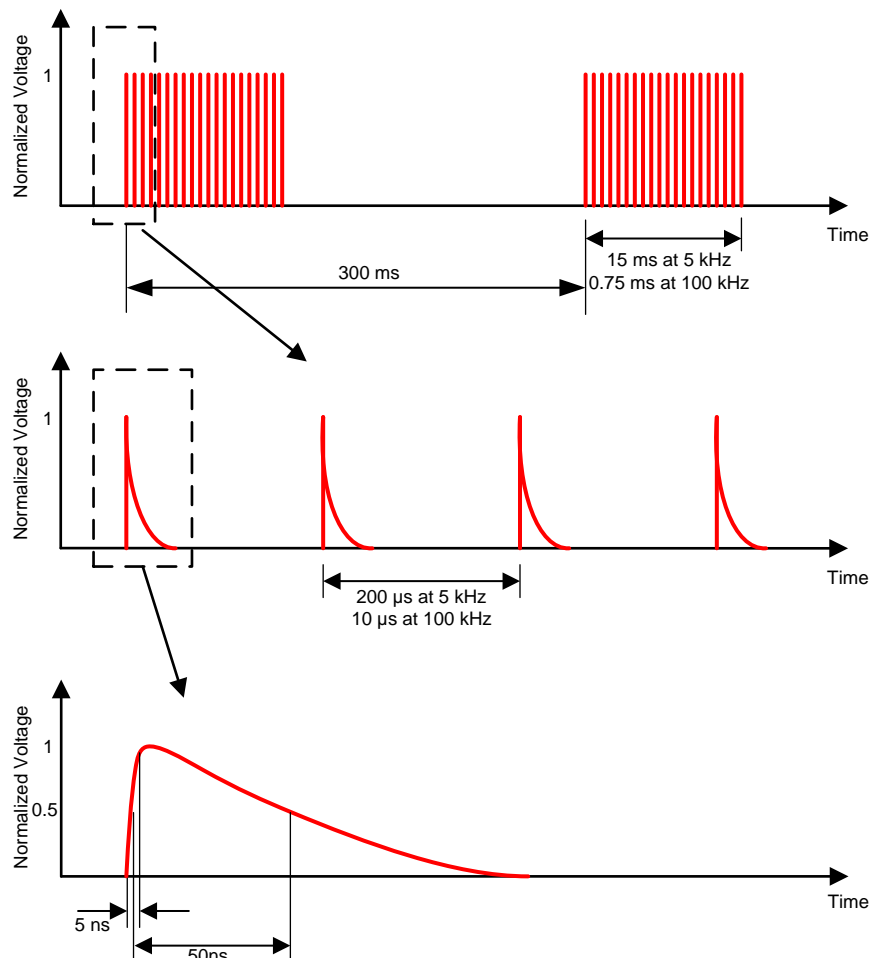 Normalized Voltage
1
Time
15 ms at 5 kHz
0.75 ms at 100 kHz
300 ms
Normalized Voltage
1
Time
200 µs at 5 kHz
10 µs at 100 kHz
Normalized Voltage
1
0.5
Time
5 ns
50ns